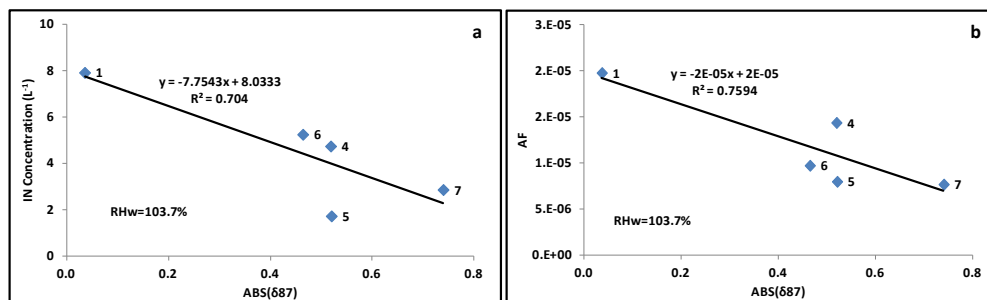 a
10
8
6
4
2
0
IN Concentration (L⁻¹)
y = -7.7543x + 8.0333
R² = 0.704
1
6
4
5
7
RHw=103.7%
0.0 0.2 0.4 0.6 0.8
ABS(δ87)
b
3.E-05
2.E-05
2.E-05
1.E-05
5.E-06
0.E+00
AF
y = -2E-05x + 2E-05
R² = 0.7594
1
4
6
5
7
RHw=103.7%
0.0 0.2 0.4 0.6 0.8
ABS(δ87)